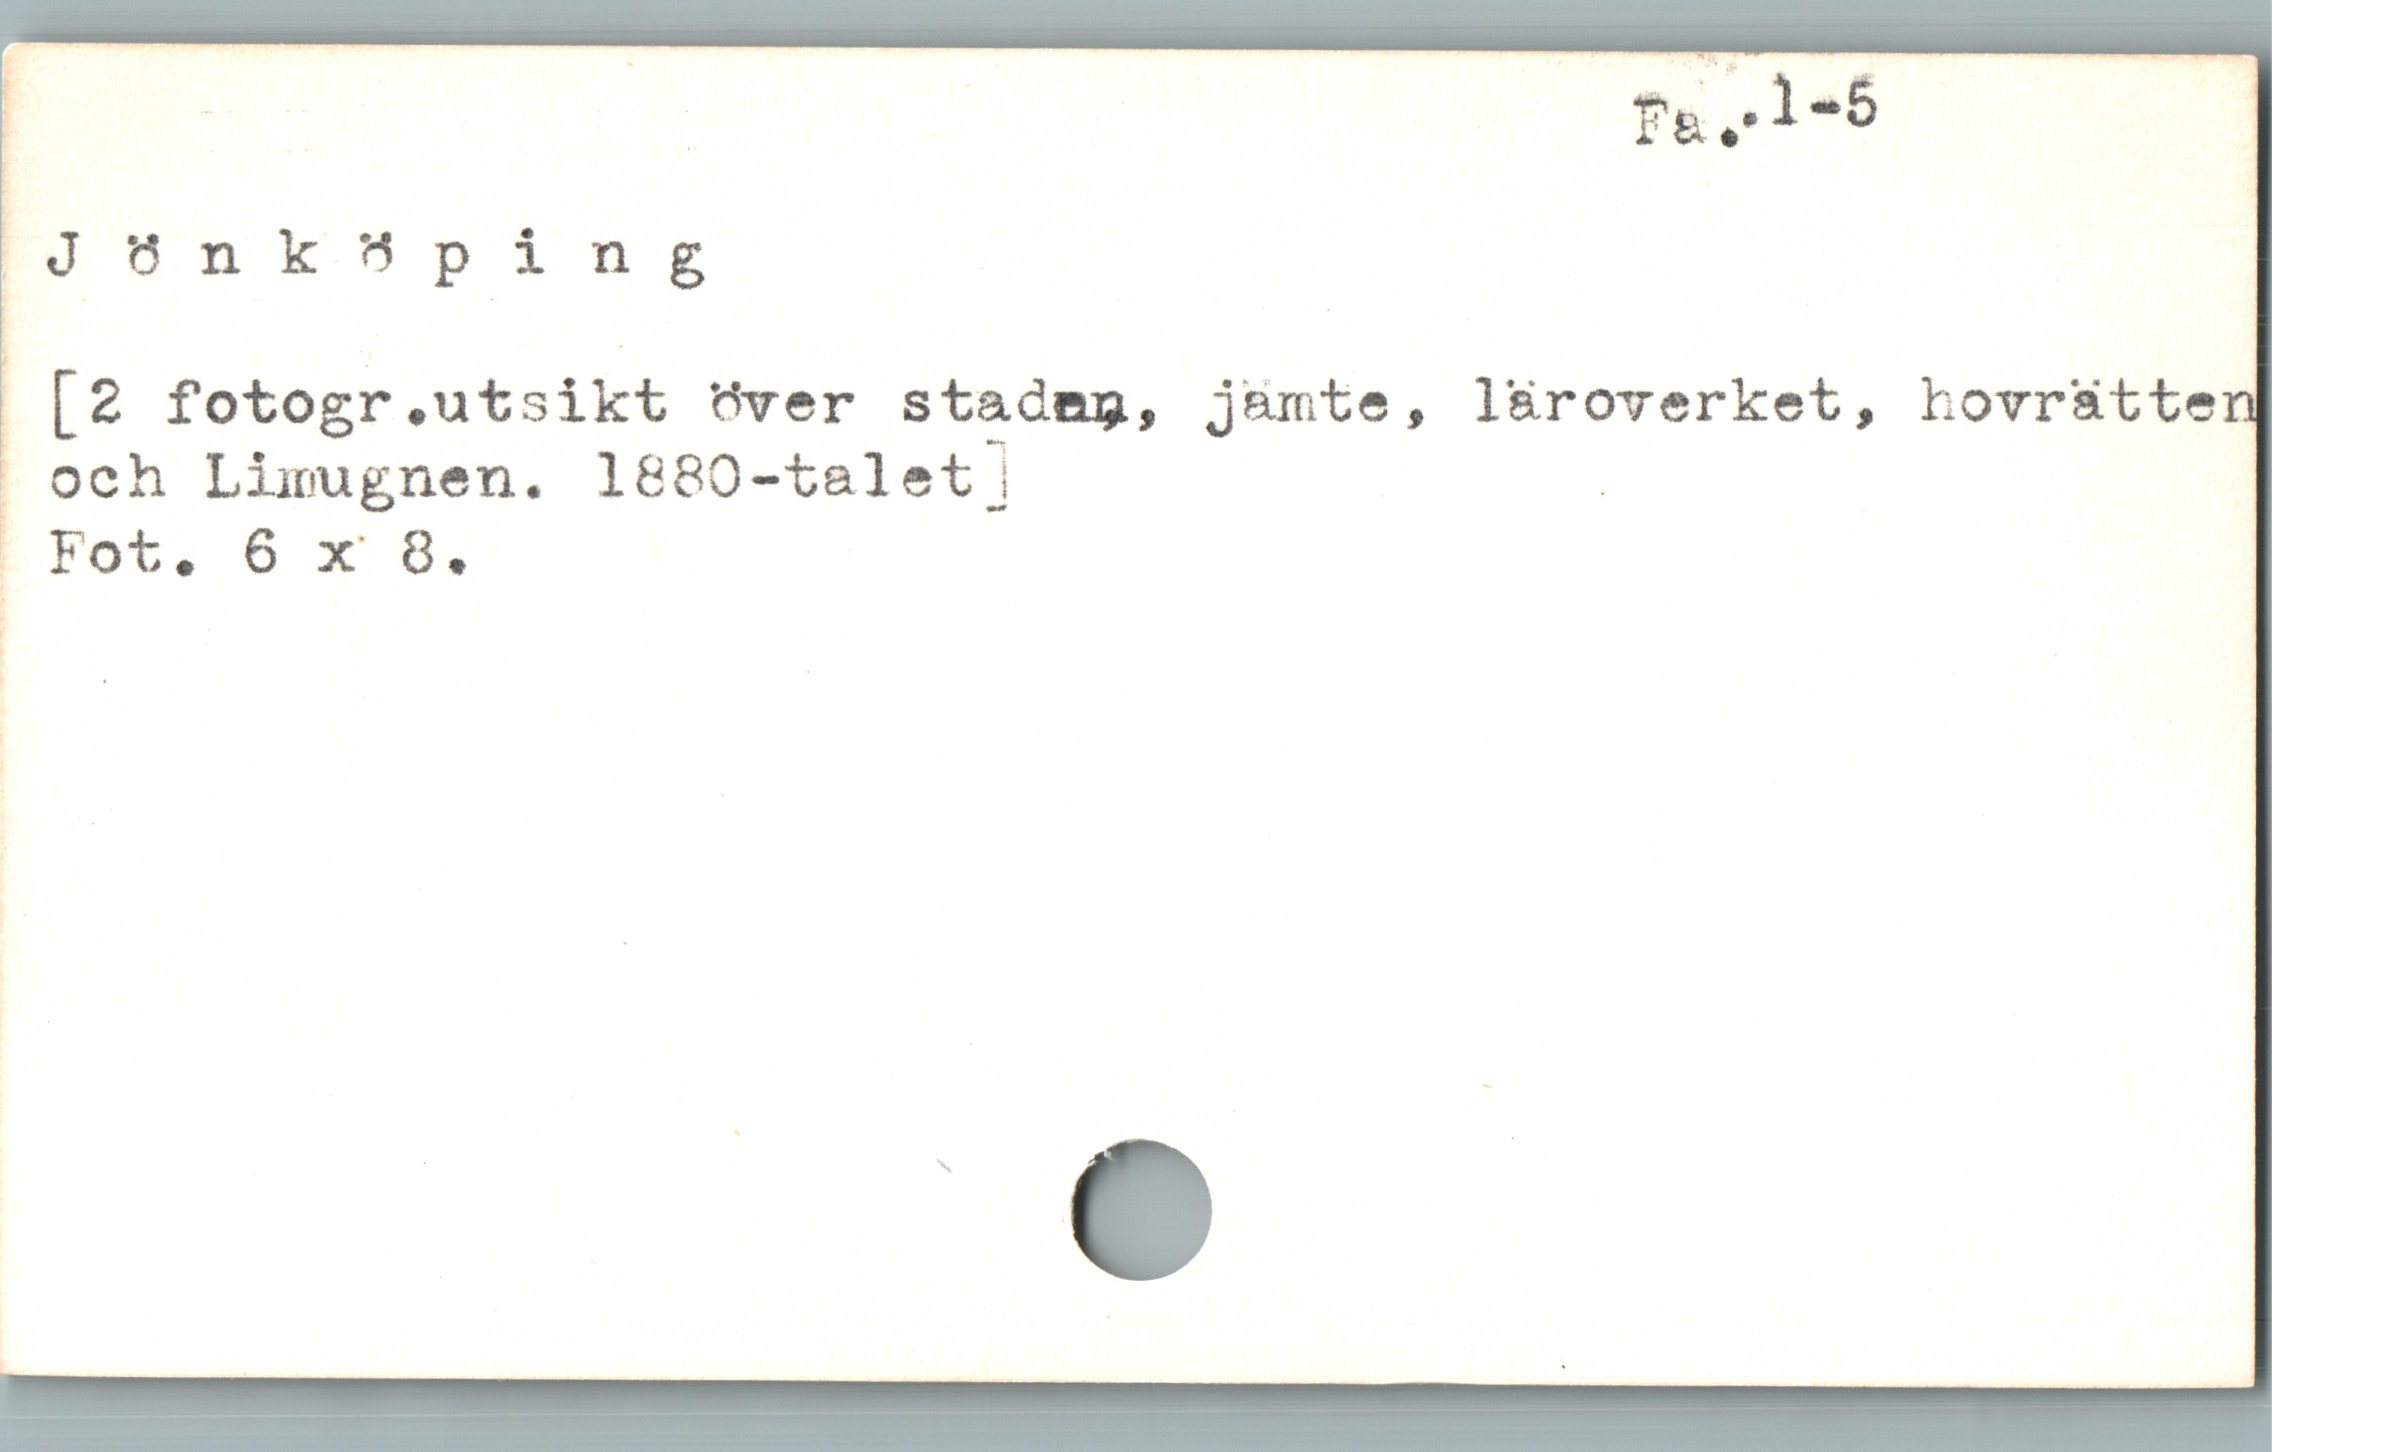 Fa..1-5
J ö n k ö p i n g
[2 fotogr.utsikt över staden, jämte, läroverket, hovrätten
och Limugnen. 1880-talet]
Fot. 6 x 8.